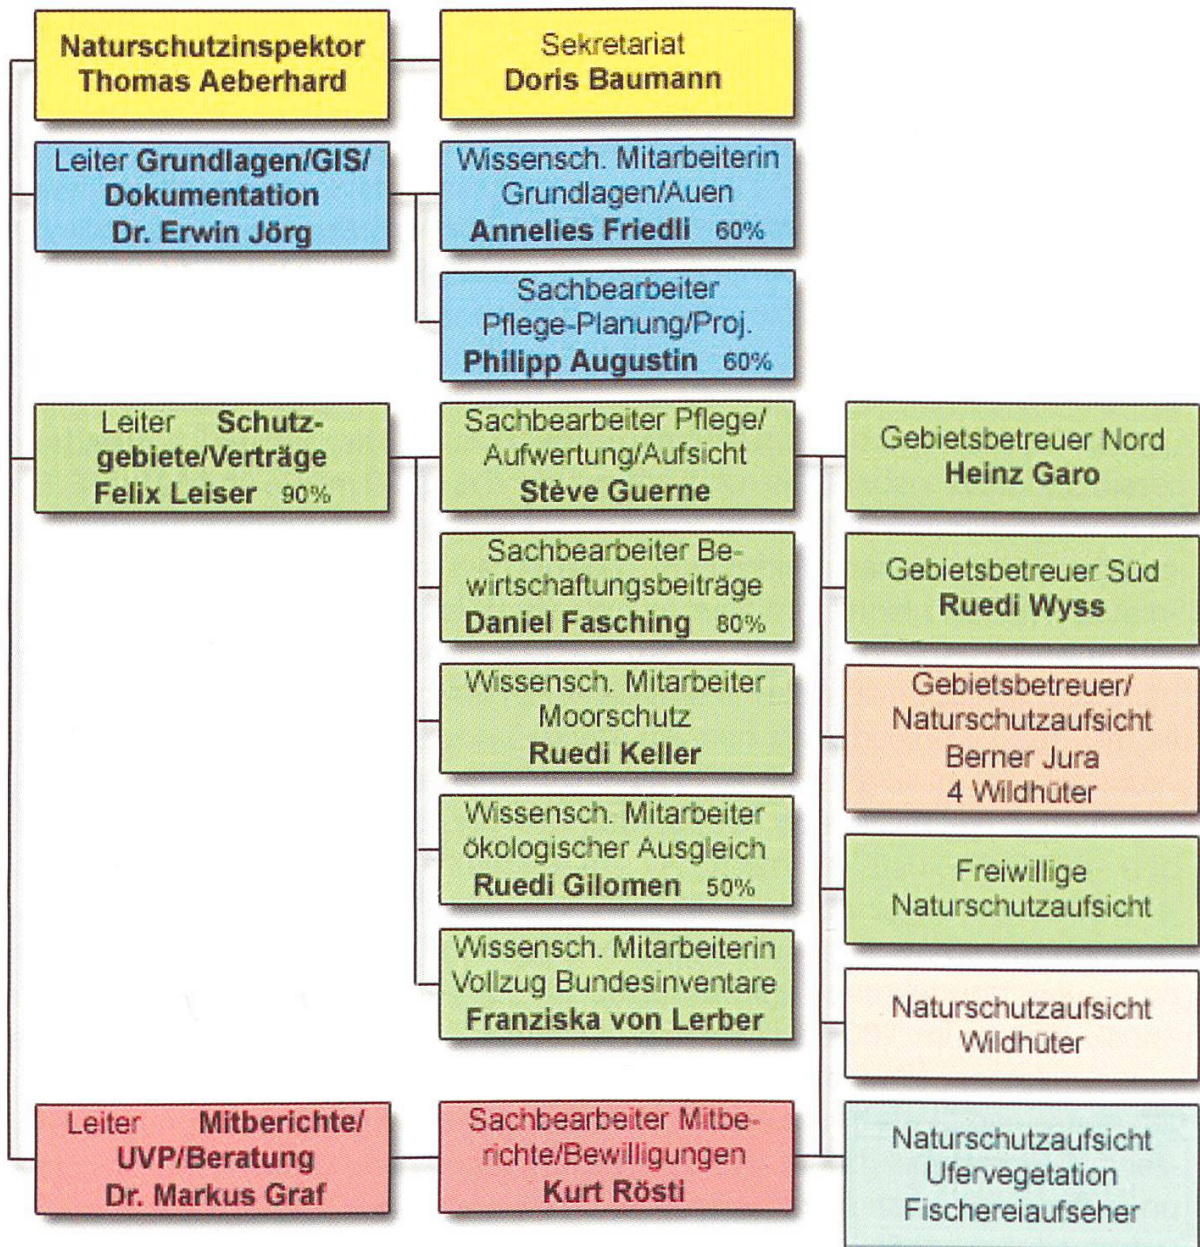 Naturschutzinspektor
Thomas Aeberhard
Sekretariat
Doris Baumann
Leiter Grundlagen/GIS/
Dokumentation
Dr. Erwin Jörg
Wissensch. Mitarbeiterin
Grundlagen/Auen
Annelies Friedli 60%
Sachbearbeiter
Pflege-Planung/Proj.
Philipp Augustin 60%
Leiter Schutz-
gebiete/Verträge
Felix Leiser 90%
Sachbearbeiter Pflege/
Aufwertung/Aufsicht
Stève Guerne
Sachbearbeiter Be-
wirtschaftungsbeiträge
Daniel Fasching 80%
Wissensch. Mitarbeiter
Moorschutz
Ruedi Keller
Wissensch. Mitarbeiter
ökologischer Ausgleich
Ruedi Gilomen 50%
Wissensch. Mitarbeiterin
Vollzug Bundesinventare
Franziska von Lerber
Gebietsbetreuer Nord
Heinz Garo
Gebietsbetreuer Süd
Ruedi Wyss
Gebietsbetreuer/
Naturschutzaufsicht
Berner Jura
4 Wildhüter
Freiwillige
Naturschutzaufsicht
Naturschutzaufsicht
Wildhüter
Naturschutzaufsicht
Ufervegetation
Fischereiaufseher
Leiter Mitberichte/
UVP/Beratung
Dr. Markus Graf
Sachbearbeiter Mitbe-
richte/Bewilligungen
Kurt Rösti